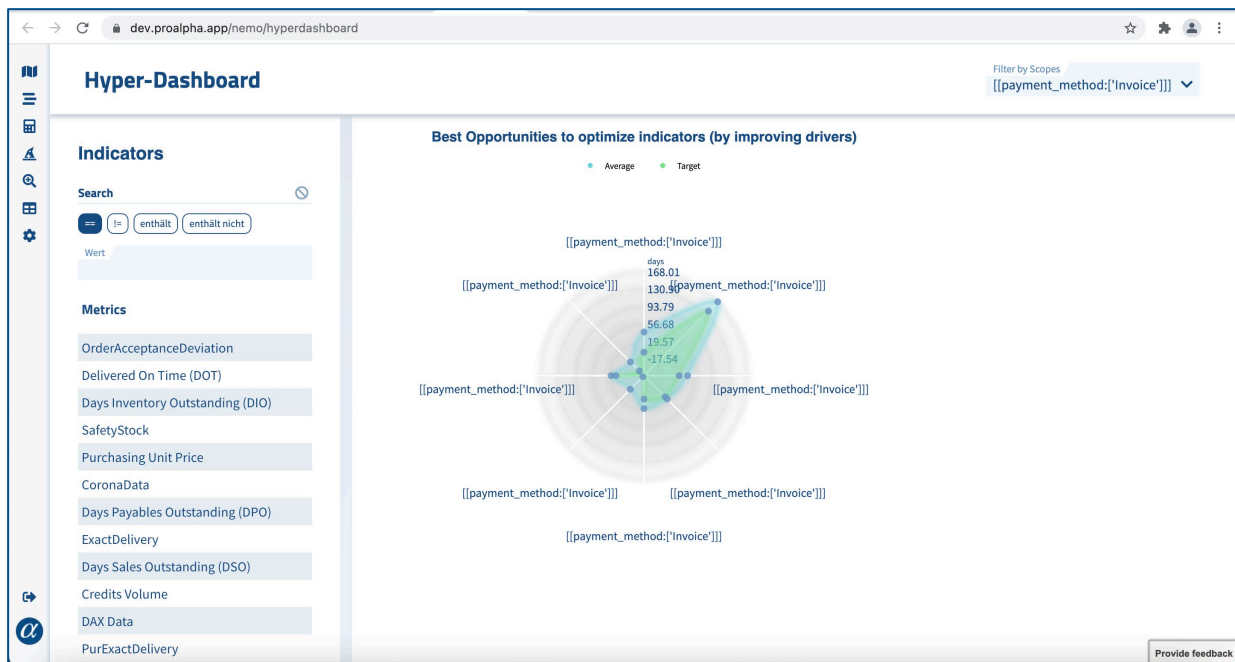 dev.proalpha.app/nemo/hyperdashboard
Hyper-Dashboard
Filter by Scopes
[[payment_method:['Invoice']]]
Indicators
Search
==
!=
enthält
enthält nicht
Wert
Metrics
OrderAcceptanceDeviation
Delivered On Time (DOT)
Days Inventory Outstanding (DIO)
SafetyStock
Purchasing Unit Price
CoronaData
Days Payables Outstanding (DPO)
ExactDelivery
Days Sales Outstanding (DSO)
Credits Volume
DAX Data
PurExactDelivery
Best Opportunities to optimize indicators (by improving drivers)
Average
Target
[[payment_method:['Invoice']]]
days
168.01
[[payment_method:['Invoice']]]
130.90
[[payment_method:['Invoice']]]
93.79
56.68
19.57
-17.54
[[payment_method:['Invoice']]]
[[payment_method:['Invoice']]]
[[payment_method:['Invoice']]]
[[payment_method:['Invoice']]]
[[payment_method:['Invoice']]]
Provide feedback
α